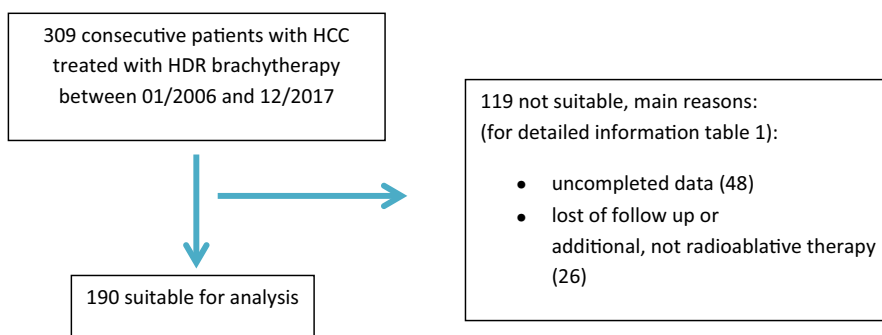 309 consecutive patients with HCC
treated with HDR brachytherapy
between 01/2006 and 12/2017
119 not suitable, main reasons:
(for detailed information table 1):
• uncompleted data (48)
• lost of follow up or
additional, not radioablative therapy
(26)
190 suitable for analysis